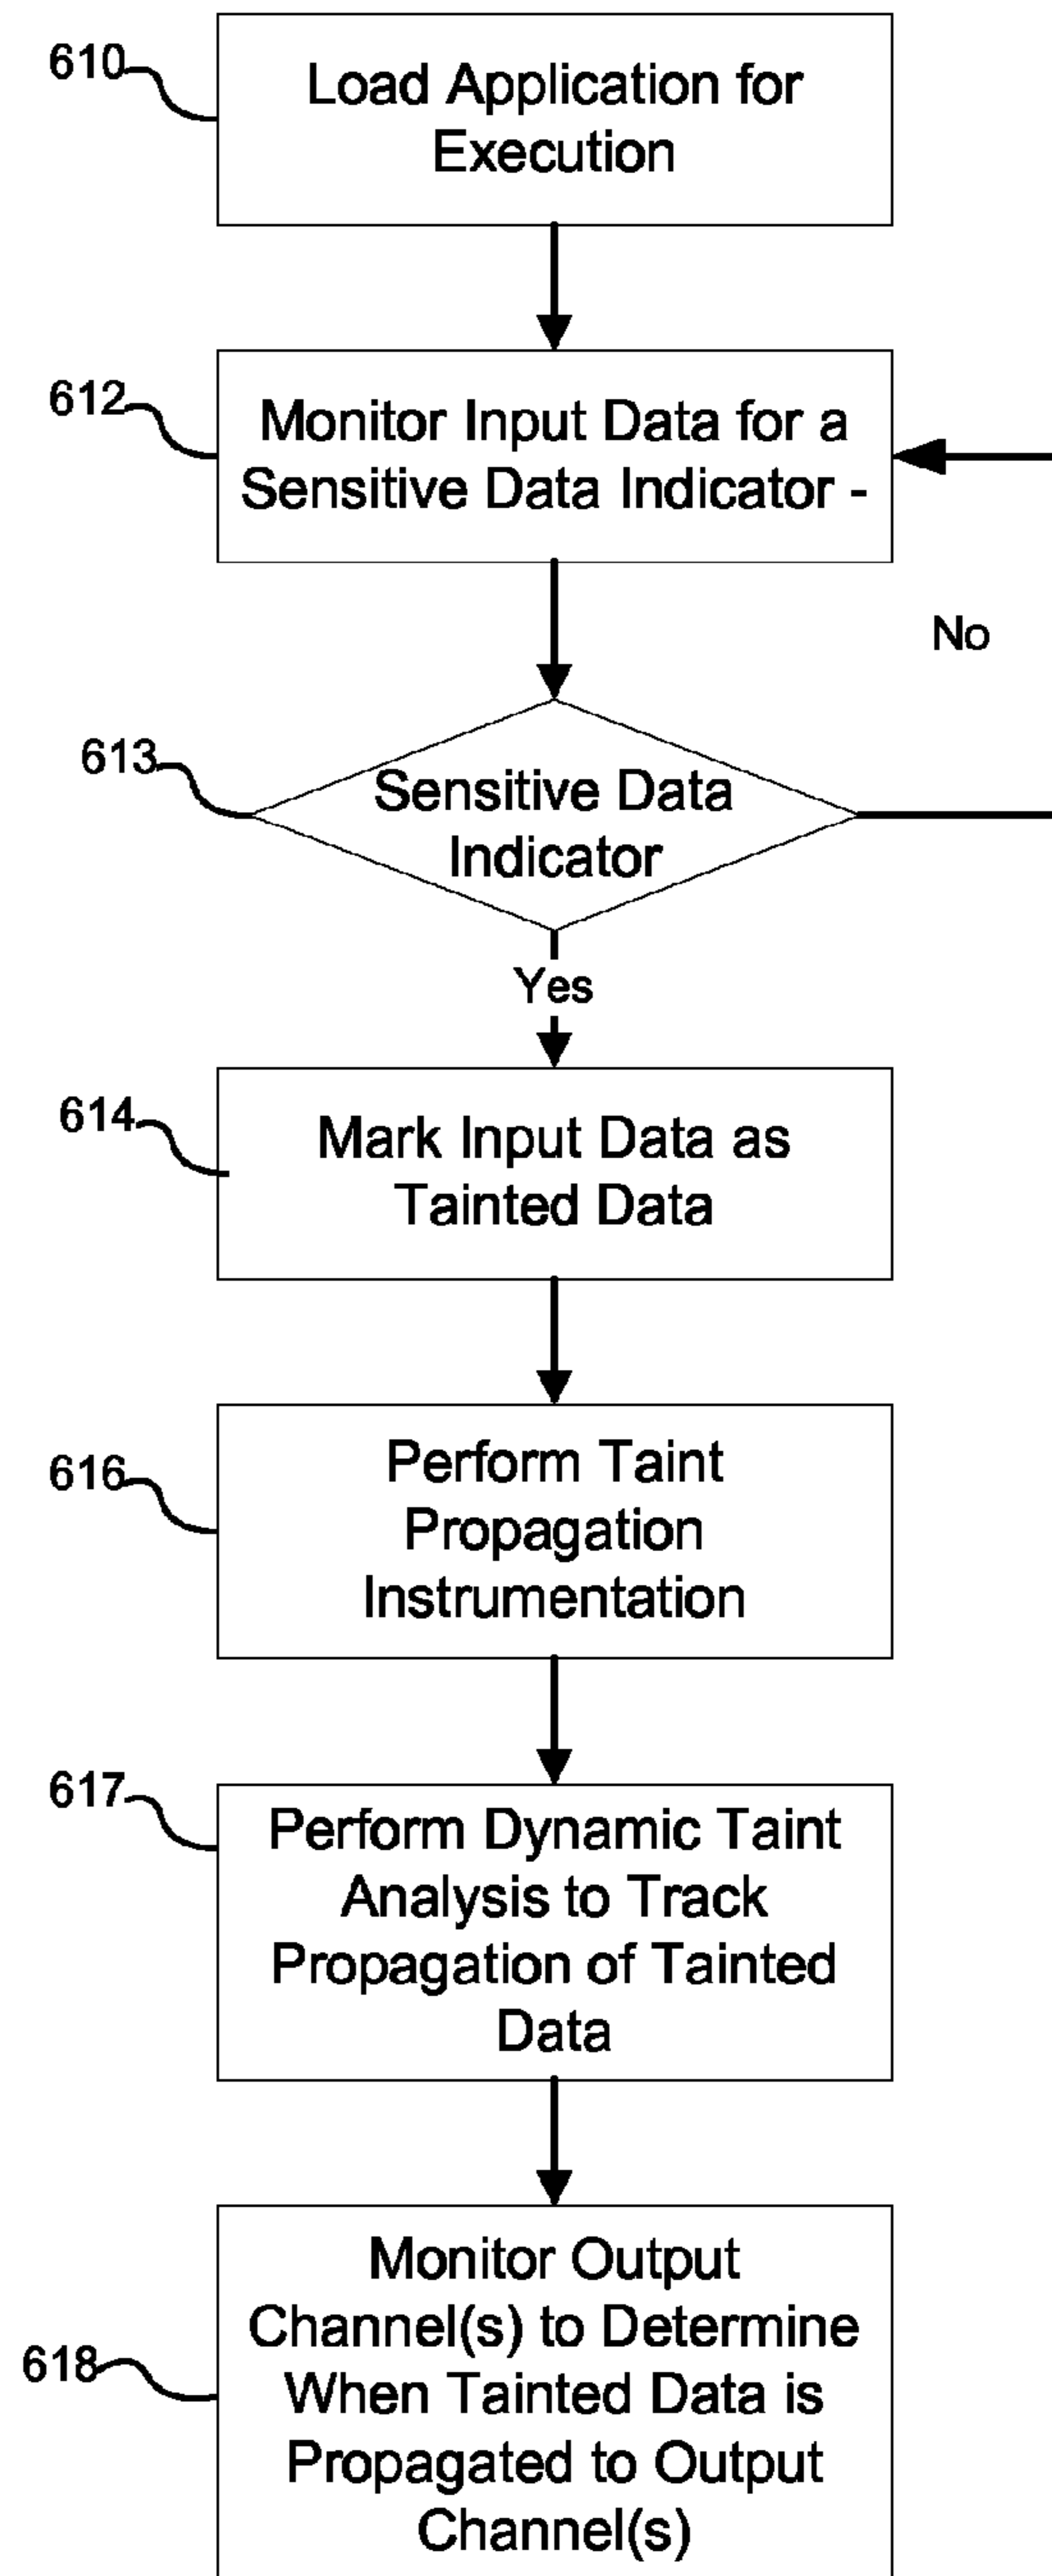 610
Load Application for
Execution
612
Monitor Input Data for a
Sensitive Data Indicator -
No
613
Sensitive Data
Indicator
Yes
614
Mark Input Data as
Tainted Data
616
Perform Taint
Propagation
Instrumentation
617
Perform Dynamic Taint
Analysis to Track
Propagation of Tainted
Data
618
Monitor Output
Channel(s) to Determine
When Tainted Data is
Propagated to Output
Channel(s)